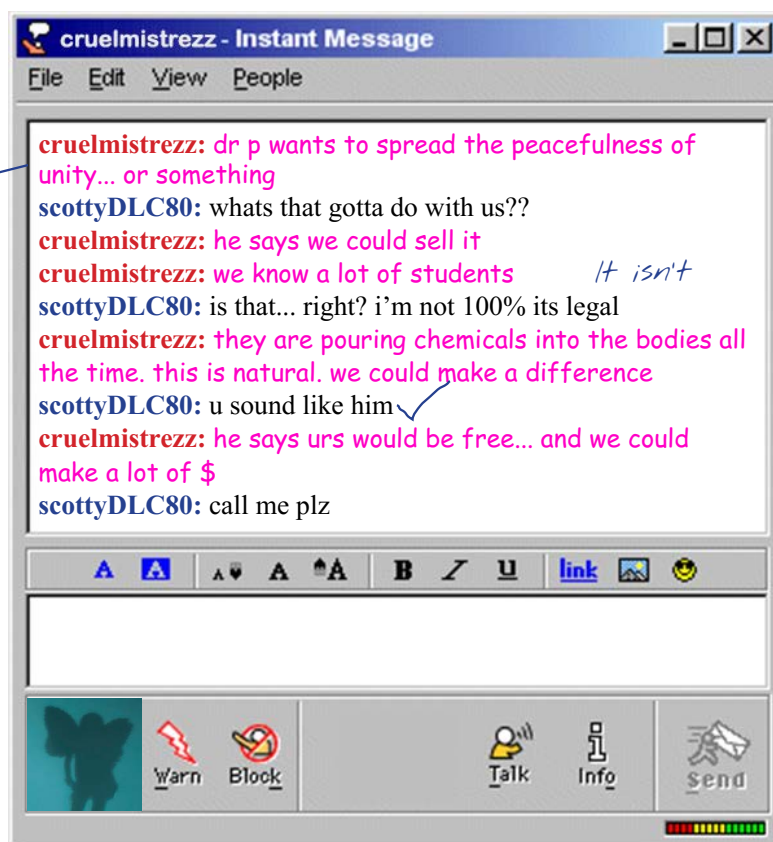 cruelmistrezz - Instant Message
File Edit View People
cruelmistrezz: dr p wants to spread the peacefulness of
unity... or something
scottyDLC80: whats that gotta do with us??
cruelmistrezz: he says we could sell it
cruelmistrezz: we know a lot of students
It isn't
scottyDLC80: is that... right? i'm not 100% its legal
cruelmistrezz: they are pouring chemicals into the bodies all
the time. this is natural. we could make a difference
scottyDLC80: u sound like him
cruelmistrezz: he says urs would be free... and we could
make a lot of $
scottyDLC80: call me plz
A A A A A B I U link
Warn Block Talk Info Send